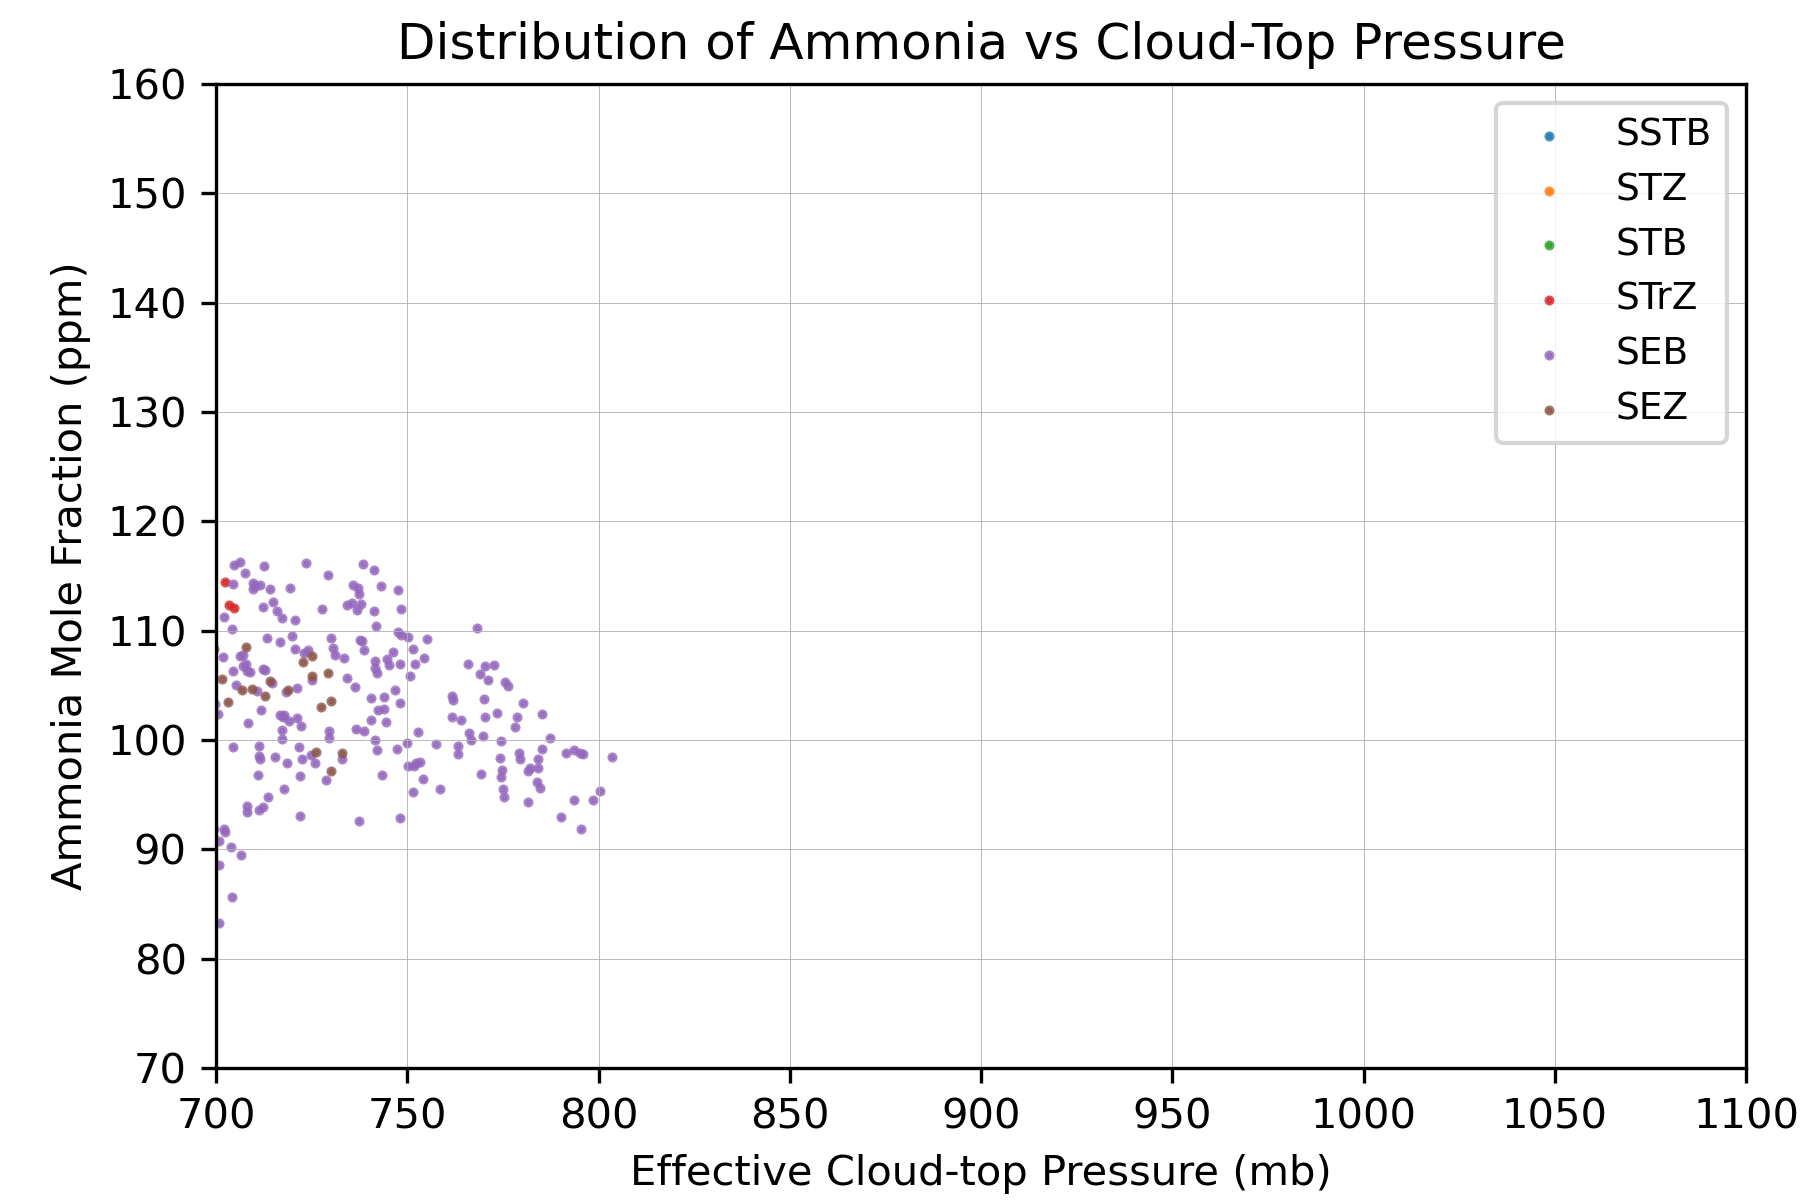 Distribution of Ammonia vs Cloud-Top Pressure
160
150
140
130
120
110
100
90
80
70
Ammonia Mole Fraction (ppm)
SSTB
STZ
STB
STrZ
SEB
SEZ
700 750 800 850 900 950 1000 1050 1100
Effective Cloud-top Pressure (mb)